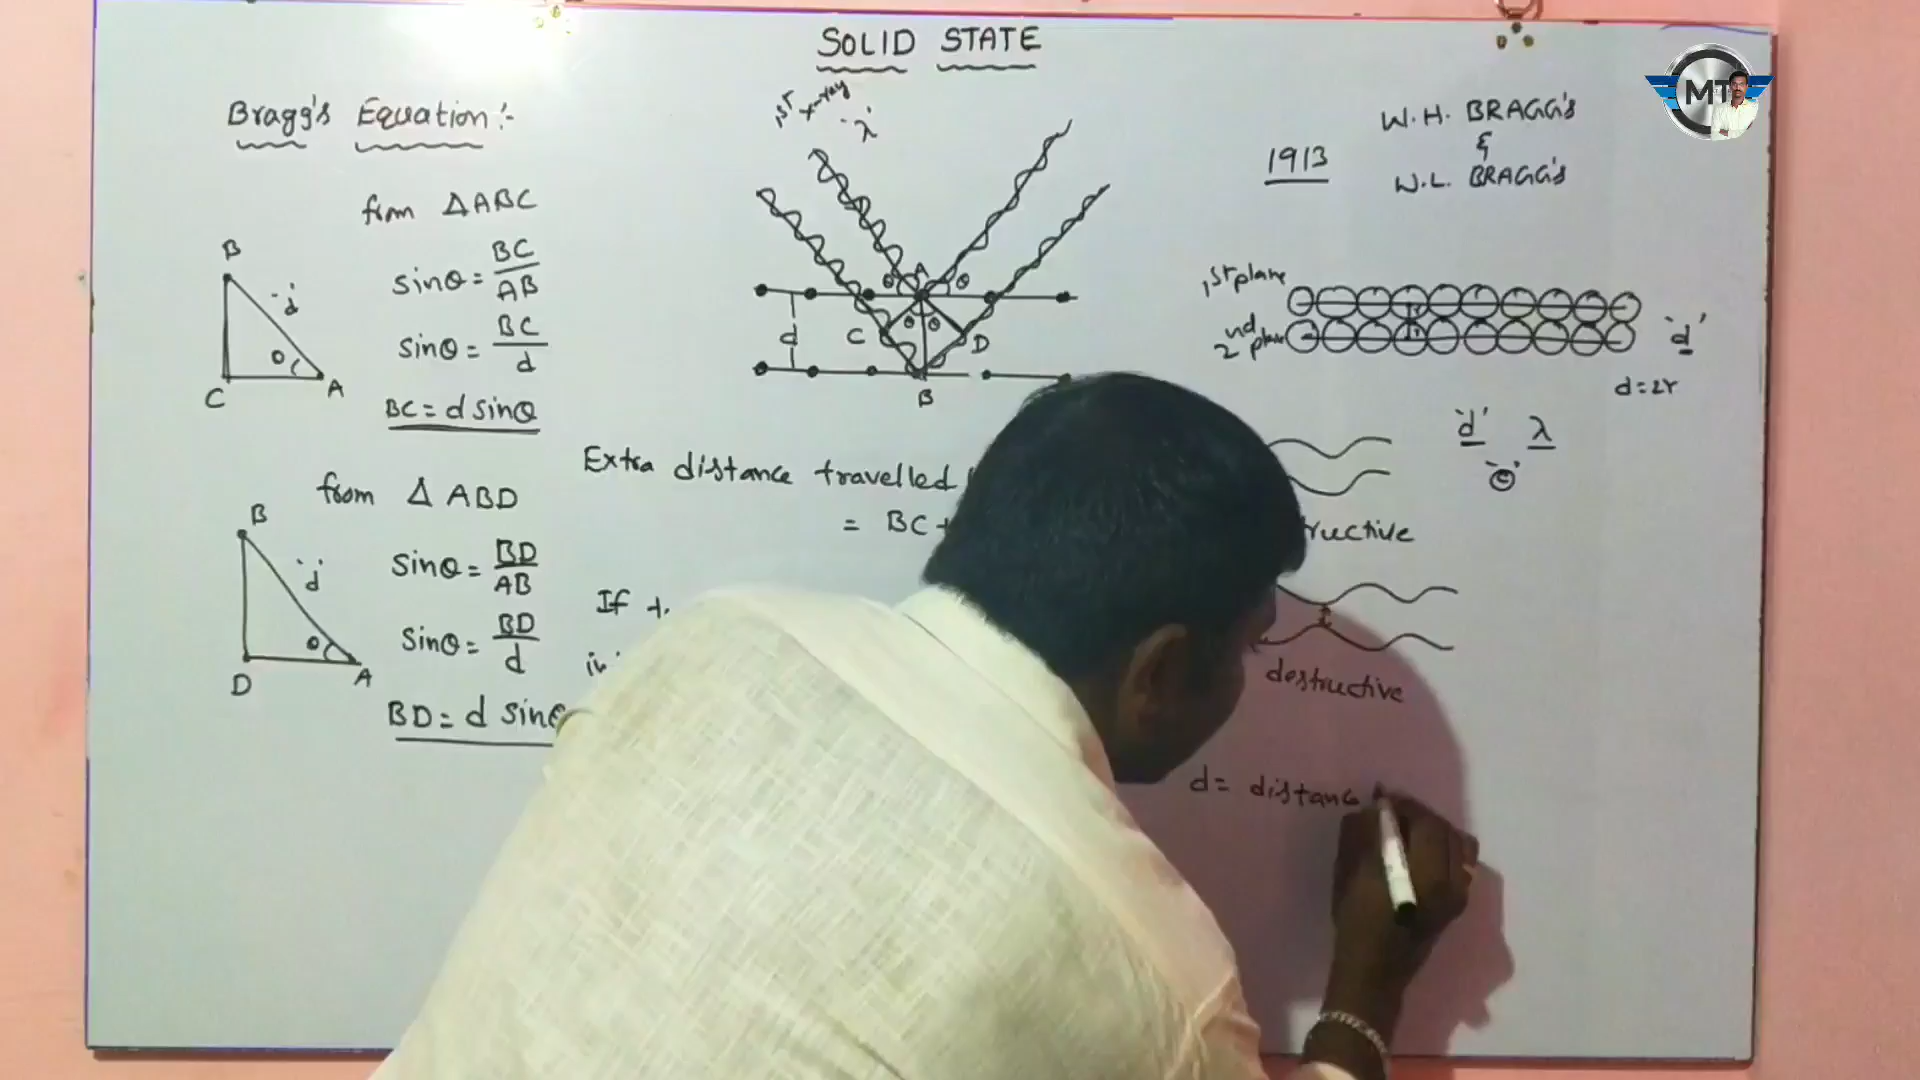 SOLID STATE
Bragg's Equation:-
from ΔABC
sinθ = BC/AB
sinθ = BC/d
BC = d sinθ
B
'd'
θ
C
A
from Δ ABD
sinθ = BD/AB
sinθ = BD/d
BD = d sinθ
B
'd'
θ
D
A
1st x-ray
'λ'
θ
A
θ
θ
θ
d
C
D
B
Extra distance travelled
= BC+
If
1913
W.H. BRAGG'S
&
W.L. BRAGG'S
1st plane
2nd plane
r
r
'd'
d=2r
'd' λ
'θ'
ructive
destructive
d= distance
MT